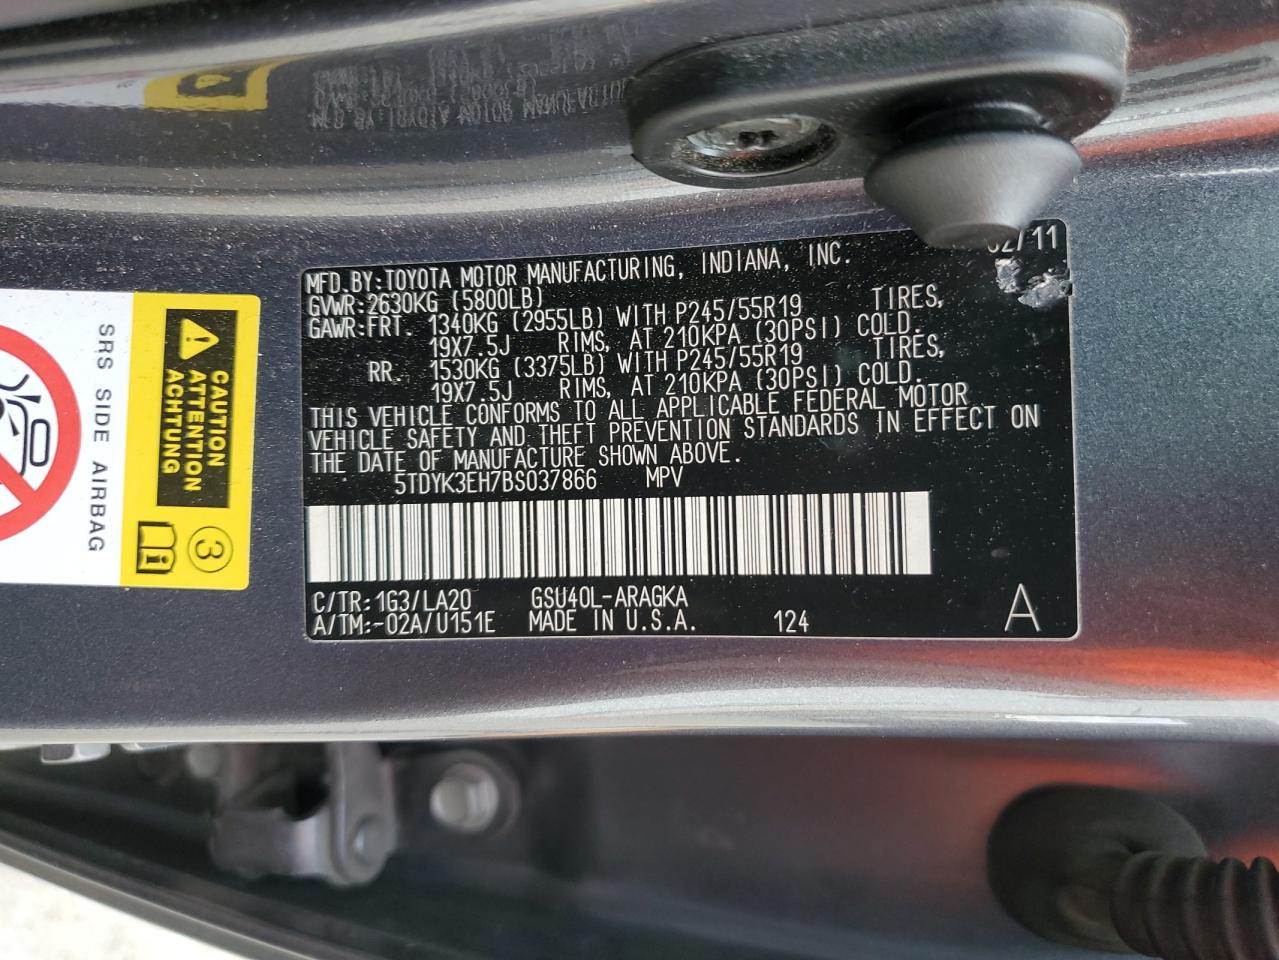 02/11
MFD.BY:TOYOTA MOTOR MANUFACTURING, INDIANA, INC.
GVWR:2630KG (5800LB)
GAWR:FRT. 1340KG (2955LB) WITH P245/55R19 TIRES,
19X7.5J RIMS, AT 210KPA (30PSI) COLD.
RR. 1530KG (3375LB) WITH P245/55R19 TIRES,
19X7.5J RIMS, AT 210KPA (30PSI) COLD.
THIS VEHICLE CONFORMS TO ALL APPLICABLE FEDERAL MOTOR
VEHICLE SAFETY AND THEFT PREVENTION STANDARDS IN EFFECT ON
THE DATE OF MANUFACTURE SHOWN ABOVE.
5TDYK3EH7BS037866 MPV
C/TR:1G3/LA20 GSU40L-ARAGKA
A/TM:-02A/U151E MADE IN U.S.A. 124 A
CAUTION
ATTENTION
ACHTUNG
3
SRS SIDE AIRBAG